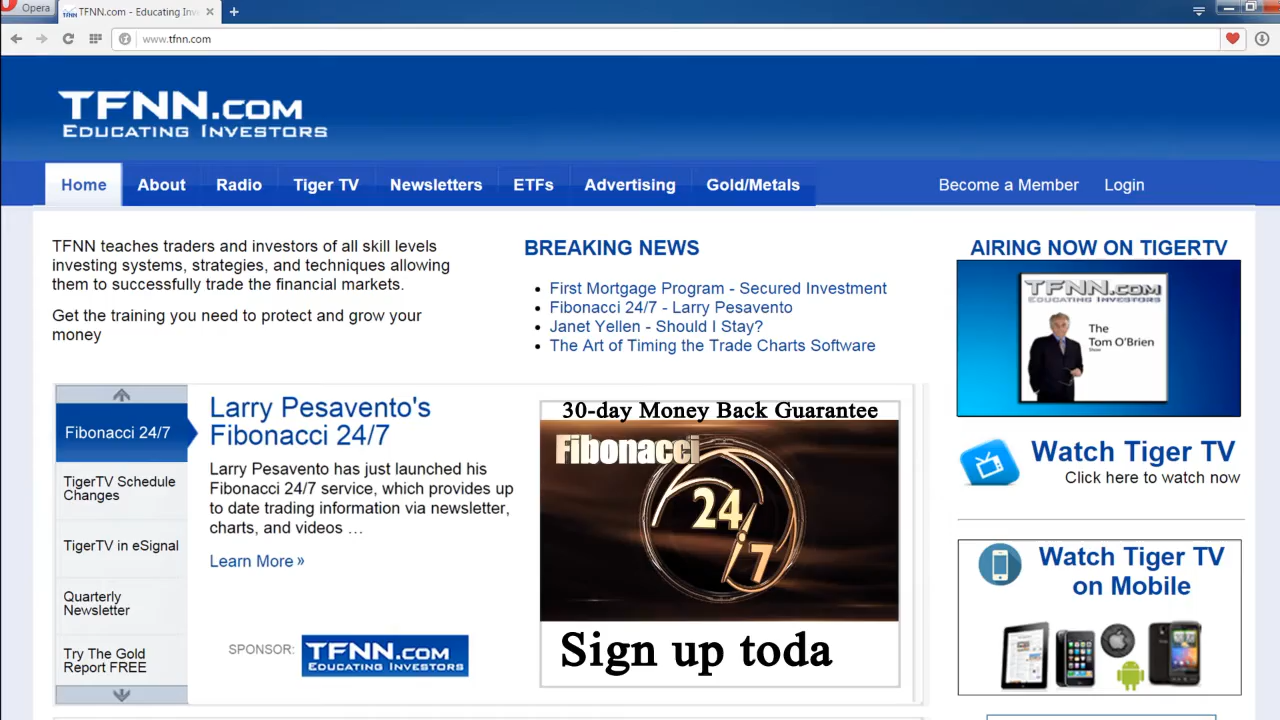 Opera
TFNN.com - Educating Inv
www.tfnn.com
TFNN.COM
EDUCATING INVESTORS
Home
About
Radio
Tiger TV
Newsletters
ETFs
Advertising
Gold/Metals
Become a Member
Login
TFNN teaches traders and investors of all skill levels
investing systems, strategies, and techniques allowing
them to successfully trade the financial markets.
Get the training you need to protect and grow your
money
BREAKING NEWS
First Mortgage Program - Secured Investment
Fibonacci 24/7 - Larry Pesavento
Janet Yellen - Should I Stay?
The Art of Timing the Trade Charts Software
AIRING NOW ON TIGERTV
TFNN.COM
EDUCATING INVESTORS
The
Tom O'Brien
Show
Watch Tiger TV
Click here to watch now
Watch Tiger TV
on Mobile
Fibonacci 24/7
TigerTV Schedule
Changes
TigerTV in eSignal
Quarterly
Newsletter
Try The Gold
Report FREE
Larry Pesavento's
Fibonacci 24/7
Larry Pesavento has just launched his
Fibonacci 24/7 service, which provides up
to date trading information via newsletter,
charts, and videos …
Learn More »
SPONSOR:
TFNN.COM
EDUCATING INVESTORS
30-day Money Back Guarantee
Fibonacci
24
7
Sign up toda